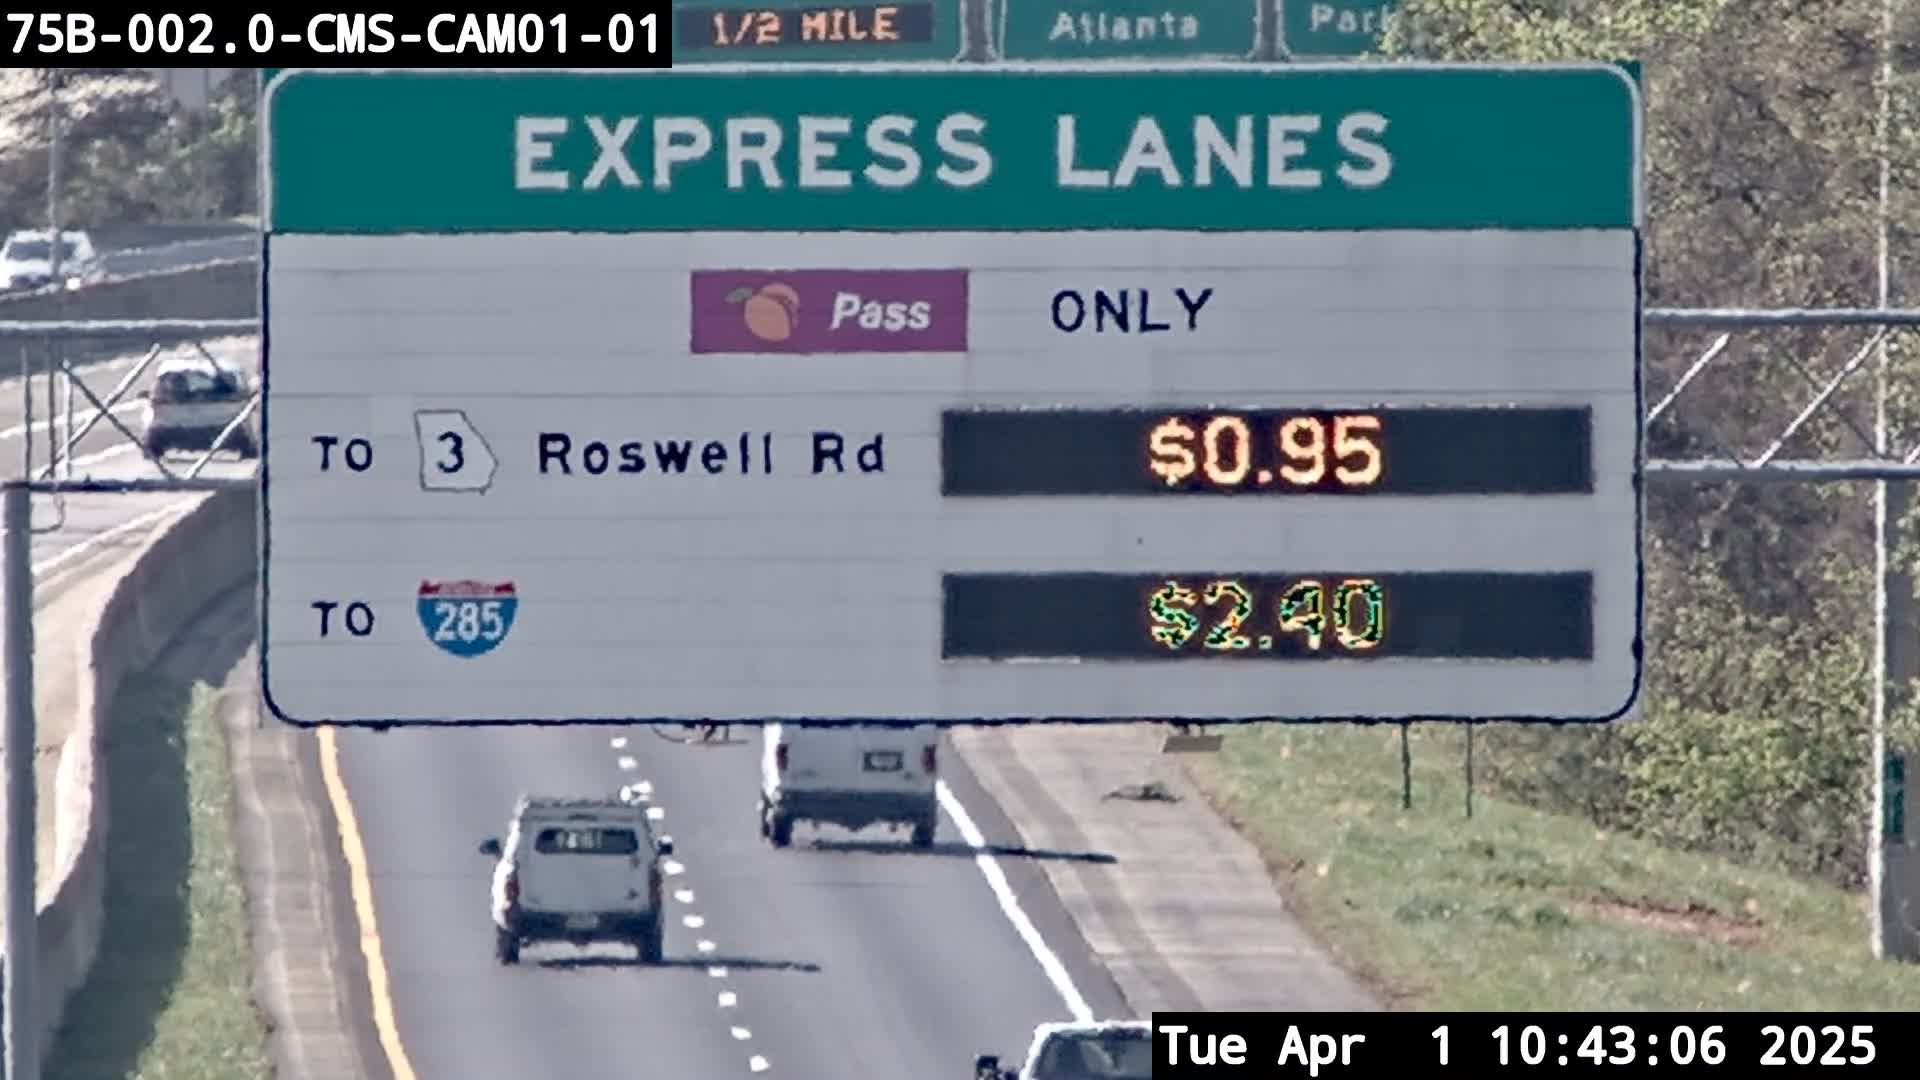 75B-002.0-CMS-CAM01-01
1/2 MILE
Atlanta
Park
EXPRESS LANES
Pass ONLY
TO 3 Roswell Rd $0.95
TO 285 $2.40
Tue Apr 1 10:43:06 2025